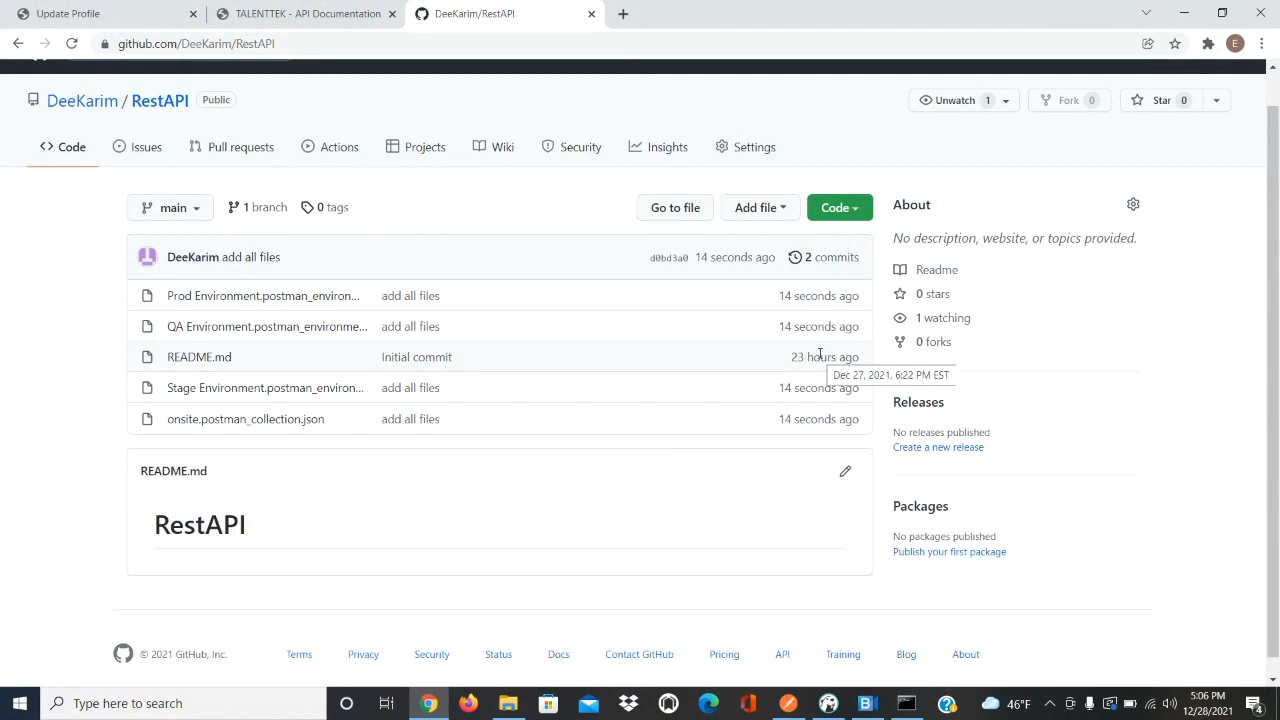 Update Profile
TALENTTEK - API Documentation
DeeKarim/RestAPI
github.com/DeeKarim/RestAPI
E
DeeKarim / RestAPI Public
Unwatch 1
Fork 0
Star 0
Code
Issues
Pull requests
Actions
Projects
Wiki
Security
Insights
Settings
main
1 branch
0 tags
Go to file
Add file
Code
DeeKarim add all files d0bd3a0 14 seconds ago 2 commits
Prod Environment.postman_environ... add all files 14 seconds ago
QA Environment.postman_environme... add all files 14 seconds ago
README.md Initial commit 23 hours ago
Dec 27, 2021, 6:22 PM EST
Stage Environment.postman_environ... add all files 14 seconds ago
onsite.postman_collection.json add all files 14 seconds ago
README.md
RestAPI
About
No description, website, or topics provided.
Readme
0 stars
1 watching
0 forks
Releases
No releases published
Create a new release
Packages
No packages published
Publish your first package
© 2021 GitHub, Inc.
Terms
Privacy
Security
Status
Docs
Contact GitHub
Pricing
API
Training
Blog
About
Type here to search
46°F
5:06 PM
12/28/2021
4